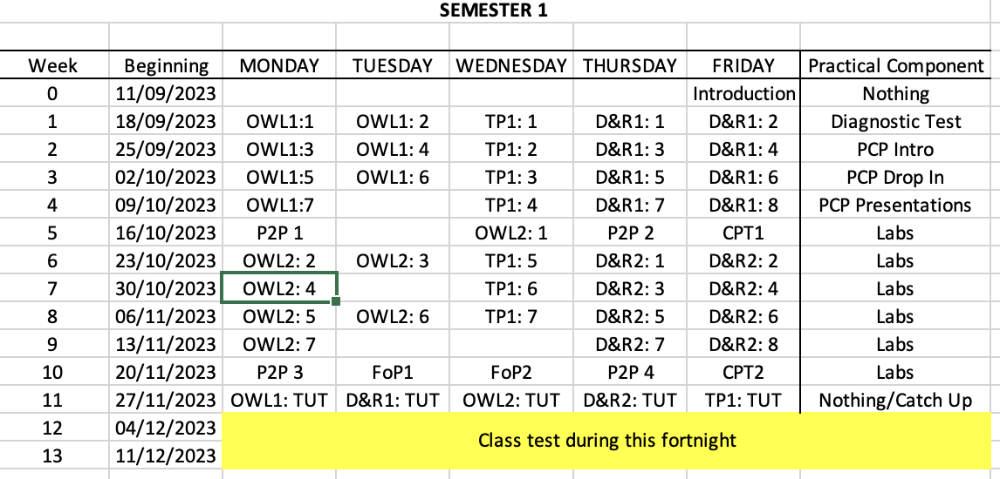 SEMESTER 1
Week Beginning MONDAY TUESDAY WEDNESDAY THURSDAY FRIDAY Practical Component
0 11/09/2023 Introduction Nothing
1 18/09/2023 OWL1:1 OWL1: 2 TP1: 1 D&R1: 1 D&R1: 2 Diagnostic Test
2 25/09/2023 OWL1:3 OWL1: 4 TP1: 2 D&R1: 3 D&R1: 4 PCP Intro
3 02/10/2023 OWL1:5 OWL1: 6 TP1: 3 D&R1: 5 D&R1: 6 PCP Drop In
4 09/10/2023 OWL1:7 TP1: 4 D&R1: 7 D&R1: 8 PCP Presentations
5 16/10/2023 P2P 1 OWL2: 1 P2P 2 CPT1 Labs
6 23/10/2023 OWL2: 2 OWL2: 3 TP1: 5 D&R2: 1 D&R2: 2 Labs
7 30/10/2023 OWL2: 4 TP1: 6 D&R2: 3 D&R2: 4 Labs
8 06/11/2023 OWL2: 5 OWL2: 6 TP1: 7 D&R2: 5 D&R2: 6 Labs
9 13/11/2023 OWL2: 7 D&R2: 7 D&R2: 8 Labs
10 20/11/2023 P2P 3 FoP1 FoP2 P2P 4 CPT2 Labs
11 27/11/2023 OWL1: TUT D&R1: TUT OWL2: TUT D&R2: TUT TP1: TUT Nothing/Catch Up
12 04/12/2023
Class test during this fortnight
13 11/12/2023